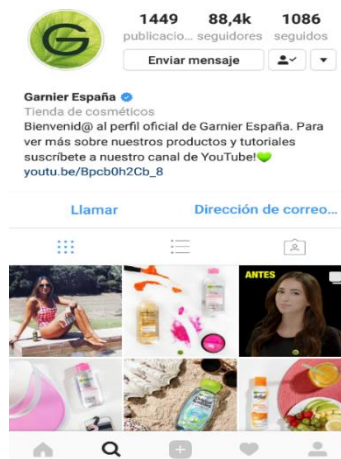 G
1449 88,4k 1086
publicacio... seguidores seguidos
Enviar mensaje
Garnier España
Tienda de cosméticos
Bienvenid@ al perfil oficial de Garnier España. Para
ver más sobre nuestros productos y tutoriales
suscríbete a nuestro canal de YouTube!💚
youtu.be/Bpcb0h2Cb_8
Llamar Dirección de correo...
ANTES